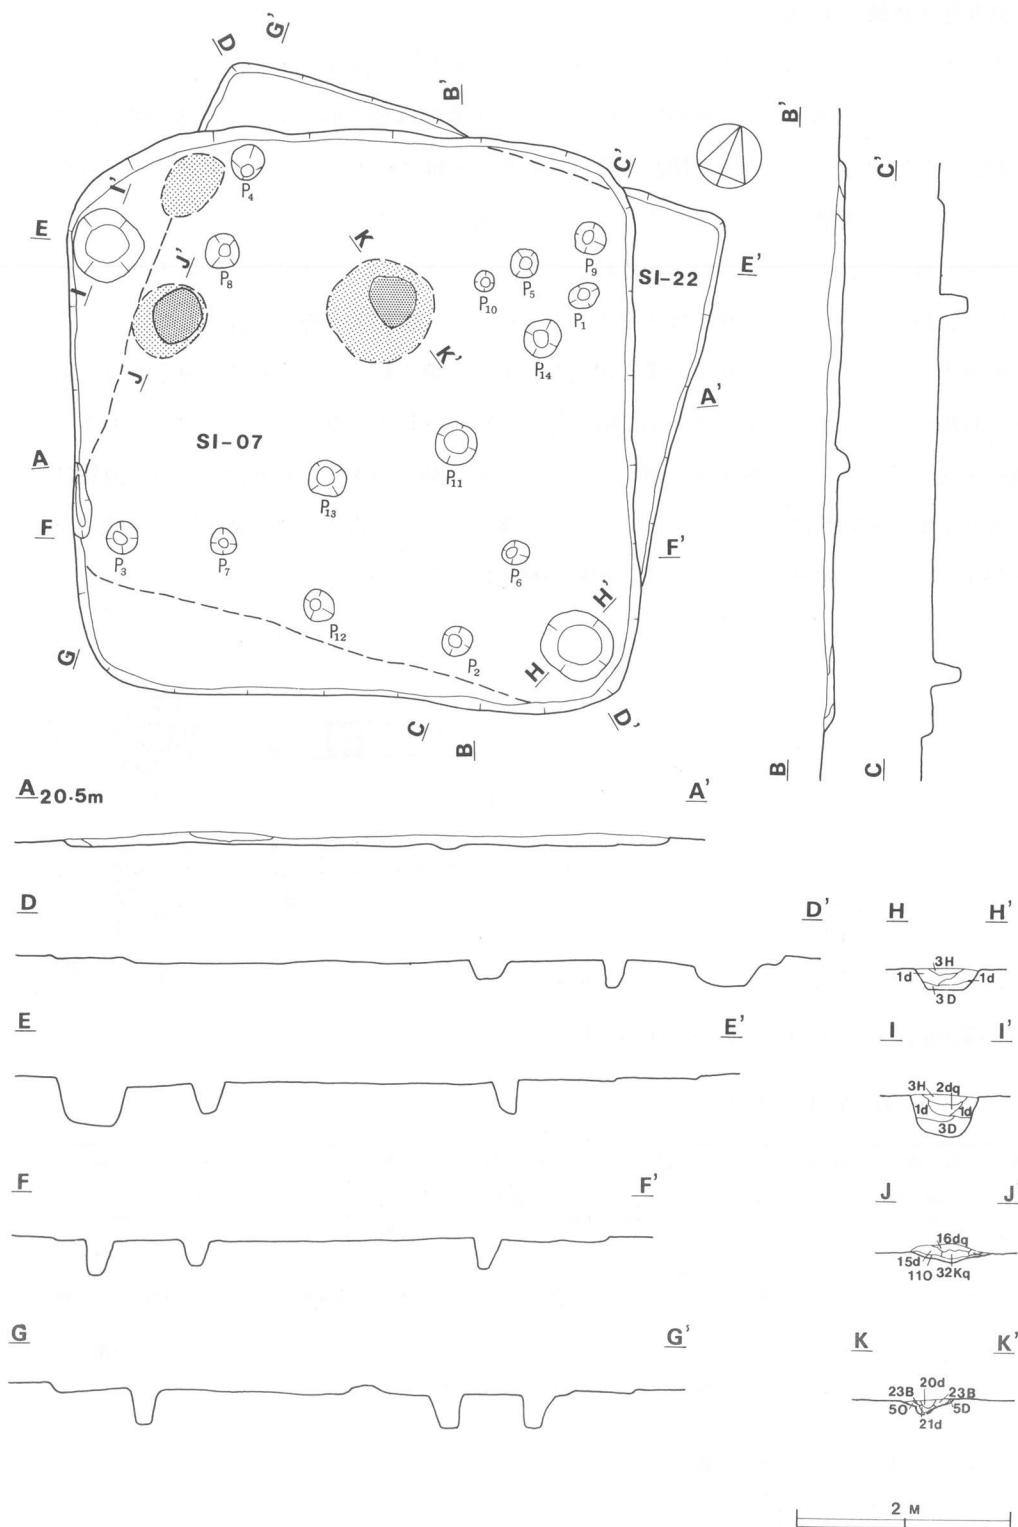 G'
D
B'
B'
C'
C'
I'
P₄
E
K
J'
P₉
E'
P₈
P₅
SI-22
I
P₁₀
P₁
P₁₄
K'
J
A'
SI-07
A
P₁₁
P₁₃
F
F'
P₃
P₇
P₆
H'
P₁₂
G
P₂
H
D'
C
B
B
C
A 20.5m
A'
D
D'
H
H'
3H
1d
1d
3D
E
E'
I
I'
3H
2dq
1d
1d
3D
F
F'
J
J
16dq
15d
11O
32Kq
G
G'
K
K'
20d
23B
23B
5O
5D
21d
2 M